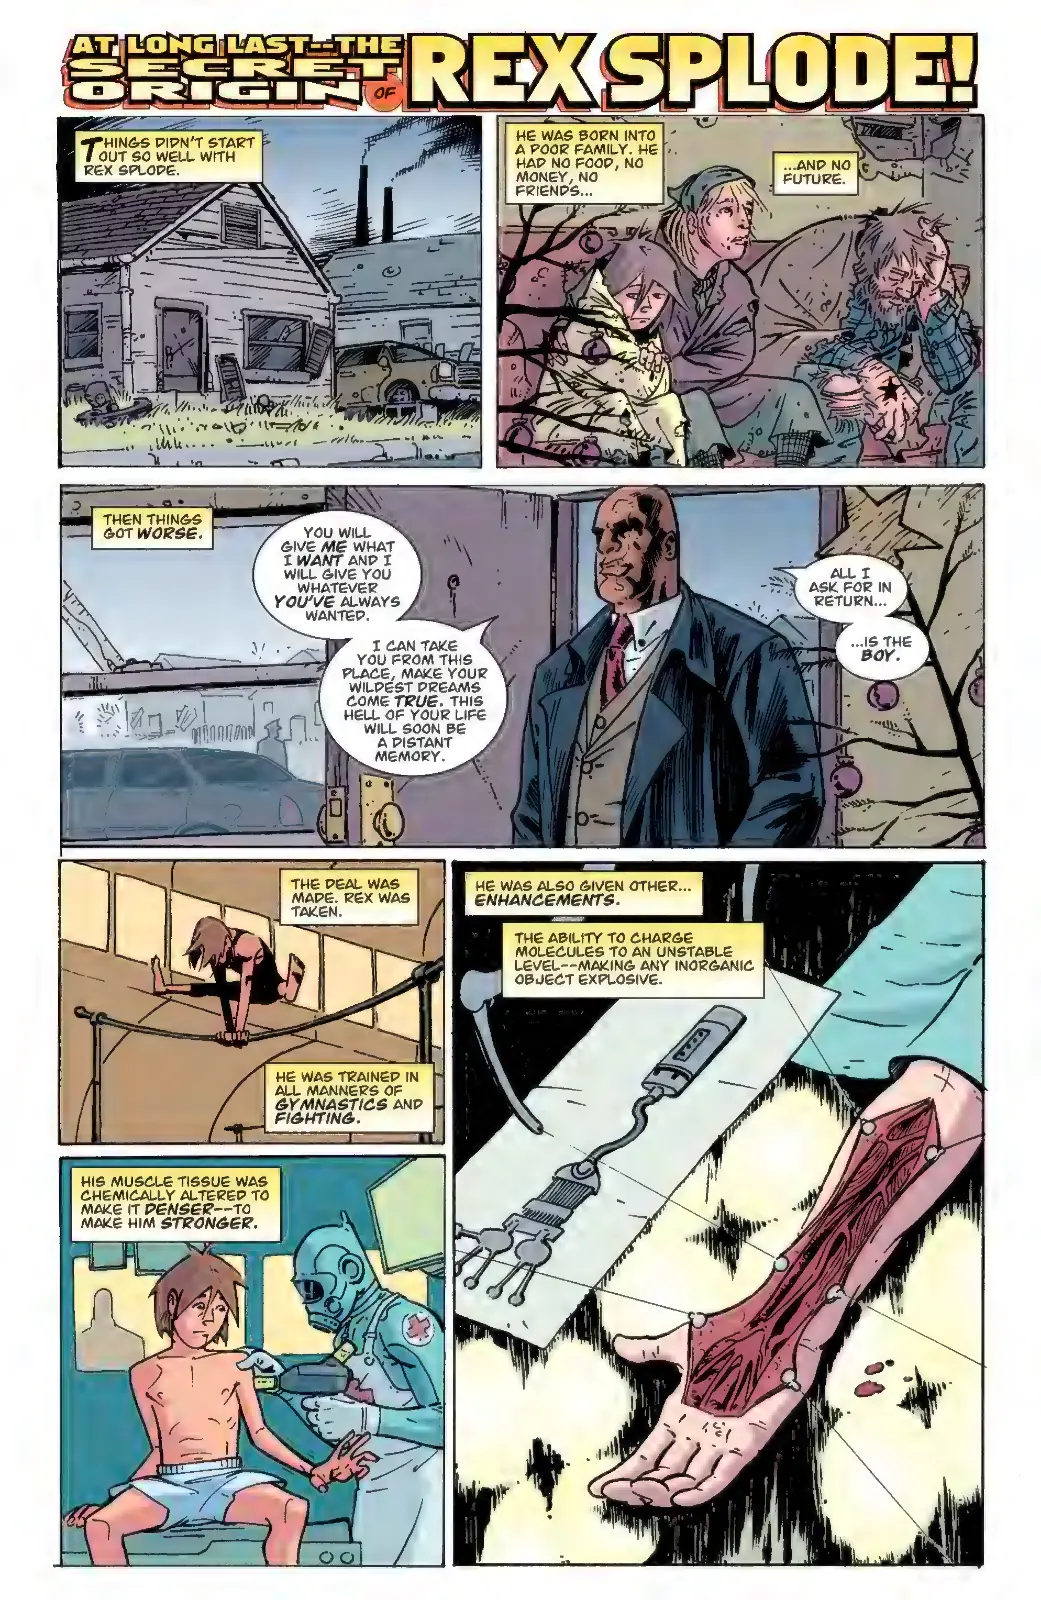 AT LONG LAST--THE
SECRET
ORIGIN OF
REX SPLODE!
THINGS DIDN'T START
OUT SO WELL WITH
REX SPLODE.
HE WAS BORN INTO
A POOR FAMILY. HE
HAD NO FOOD, NO
MONEY, NO
FRIENDS...
...AND NO
FUTURE.
THEN THINGS
GOT WORSE.
YOU WILL
GIVE ME WHAT
I WANT AND I
WILL GIVE YOU
WHATEVER
YOU'VE ALWAYS
WANTED.
I CAN TAKE
YOU FROM THIS
PLACE, MAKE YOUR
WILDEST DREAMS
COME TRUE. THIS
HELL OF YOUR LIFE
WILL SOON BE
A DISTANT
MEMORY.
ALL I
ASK FOR IN
RETURN...
...IS THE
BOY.
THE DEAL WAS
MADE. REX WAS
TAKEN.
HE WAS TRAINED IN
ALL MANNERS OF
GYMNASTICS AND
FIGHTING.
HIS MUSCLE TISSUE WAS
CHEMICALLY ALTERED TO
MAKE IT DENSER--TO
MAKE HIM STRONGER.
HE WAS ALSO GIVEN OTHER...
ENHANCEMENTS.
THE ABILITY TO CHARGE
MOLECULES TO AN UNSTABLE
LEVEL--MAKING ANY INORGANIC
OBJECT EXPLOSIVE.